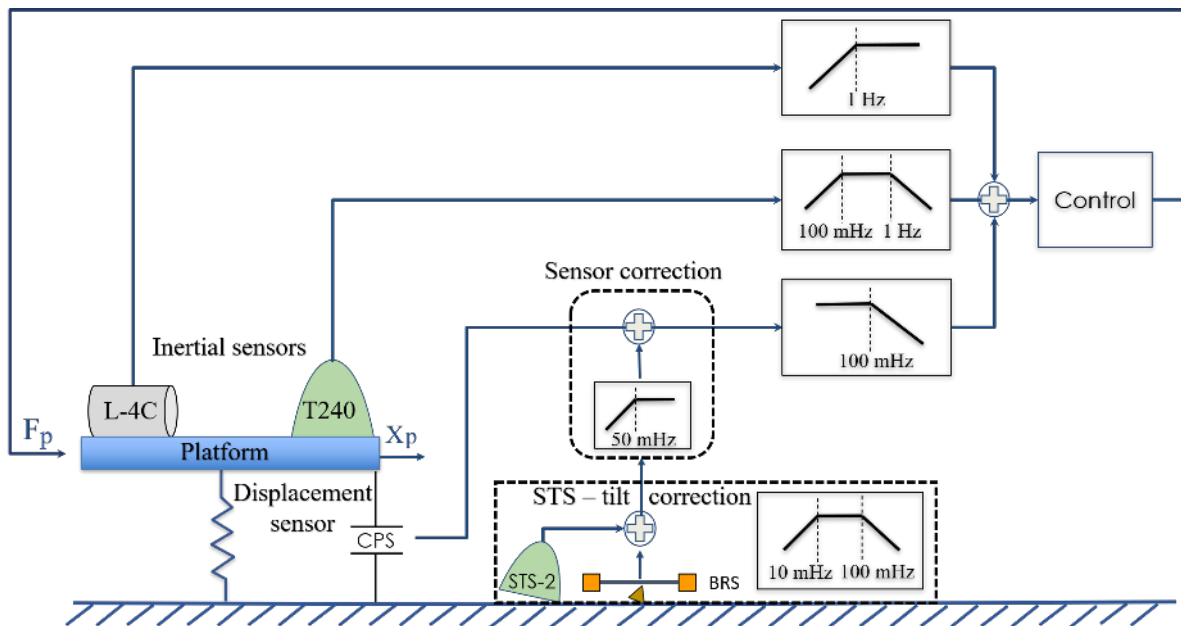 1 Hz
100 mHz 1 Hz
Control
Sensor correction
100 mHz
Inertial sensors
L-4C
T240
50 mHz
Fp
Platform
Xp
Displacement
sensor
CPS
STS – tilt correction
10 mHz 100 mHz
STS-2
BRS